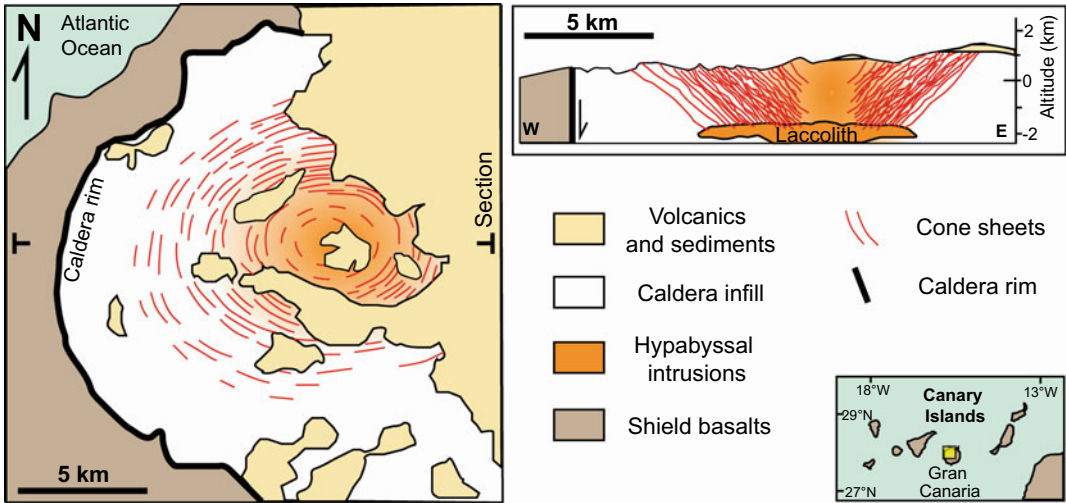 N
Atlantic
Ocean
Caldera rim
Section
5 km
5 km
2
0
-2
Altitude (km)
W
E
Laccolith
Volcanics
and sediments
Caldera infill
Hypabyssal
intrusions
Shield basalts
Cone sheets
Caldera rim
18°W
13°W
Canary
Islands
29°N
Gran
Canaria
27°N